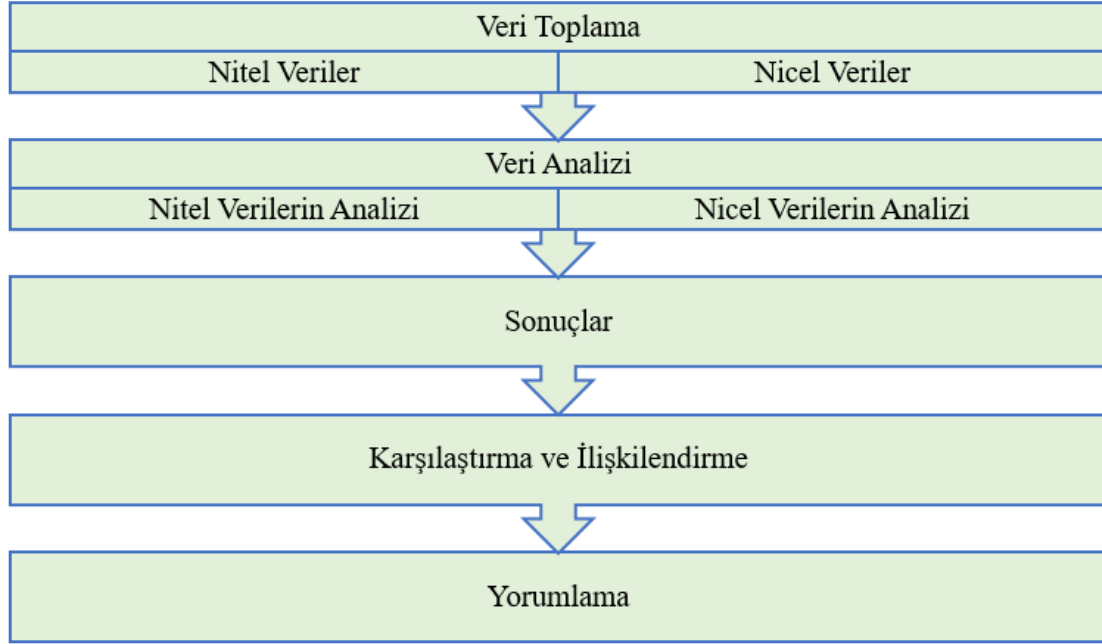 Veri Toplama
Nitel Veriler
Nicel Veriler
Veri Analizi
Nitel Verilerin Analizi
Nicel Verilerin Analizi
Sonuçlar
Karşılaştırma ve İlişkilendirme
Yorumlama